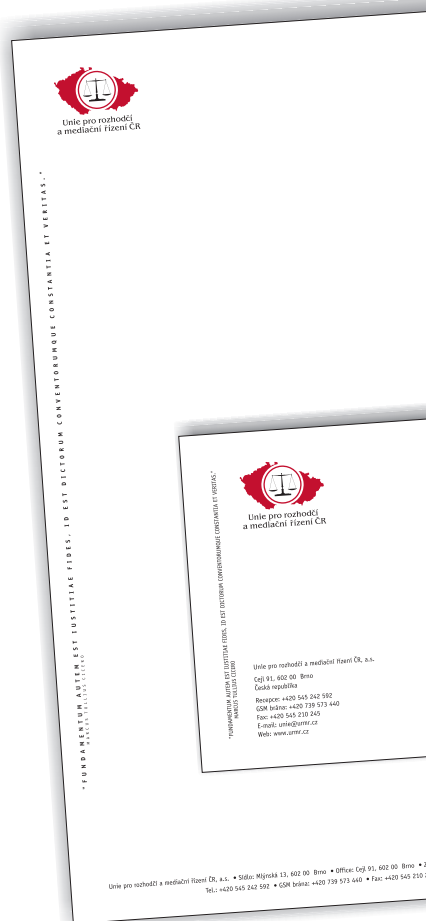 Unie pro rozhodčí
a mediační řízení ČR
"FUNDAMENTUM AUTEM EST IUSTITIAE FIDES, ID EST DICTORUM CONVENTORUMQUE CONSTANTIA ET VERITAS."
MARCUS TULLIUS CICERO
Unie pro rozhodčí
a mediační řízení ČR
"FUNDAMENTUM AUTEM EST IUSTITIAE FIDES, ID EST DICTORUM CONVENTORUMQUE CONSTANTIA ET VERITAS."
MARCUS TULLIUS CICERO
Unie pro rozhodčí a mediační řízení ČR, a.s.
Cejl 91, 602 00 Brno
Česká republika
Recepce: +420 545 242 592
GSM brána: +420 739 573 440
Fax: +420 545 210 245
E-mail: unie@urmr.cz
Web: www.urmr.cz
Unie pro rozhodčí a mediační řízení ČR, a.s. • Sídlo: Mlýnská 13, 602 00 Brno • Office: Cejl 91, 602 00 Brno •
Tel.: +420 545 242 592 • GSM brána: +420 739 573 440 • Fax: +420 545 210